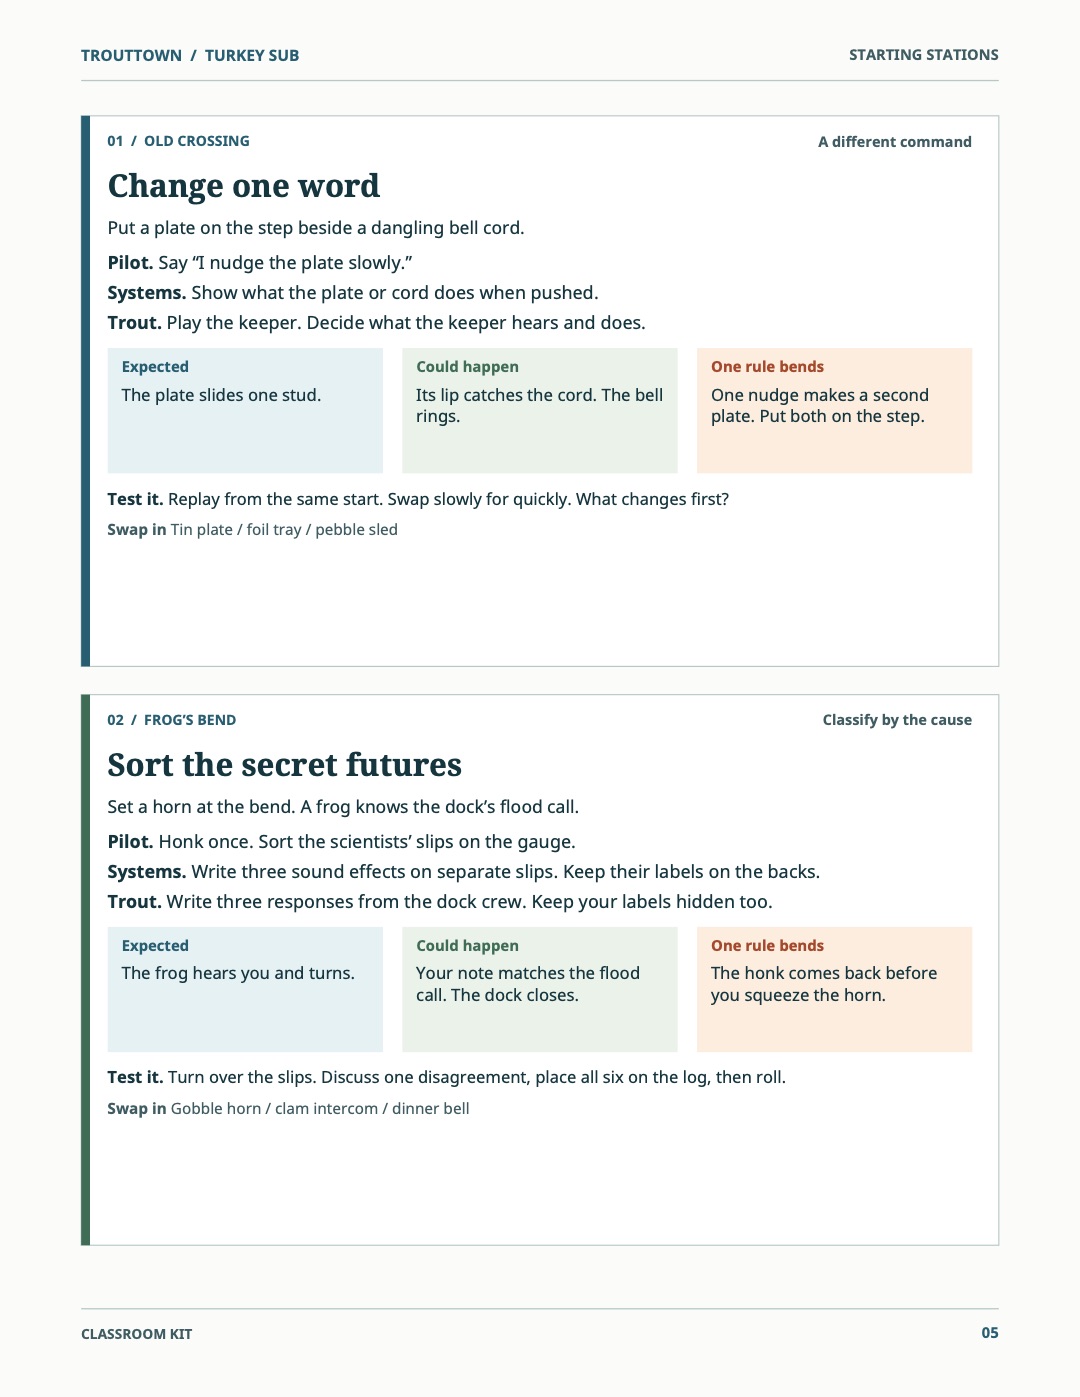 TROUTTOWN / TURKEY SUB
STARTING STATIONS
01 / OLD CROSSING
A different command
Change one word
Put a plate on the step beside a dangling bell cord.
Pilot. Say “I nudge the plate slowly.”
Systems. Show what the plate or cord does when pushed.
Trout. Play the keeper. Decide what the keeper hears and does.
Expected
The plate slides one stud.
Could happen
Its lip catches the cord. The bell
rings.
One rule bends
One nudge makes a second
plate. Put both on the step.
Test it. Replay from the same start. Swap slowly for quickly. What changes first?
Swap in Tin plate / foil tray / pebble sled
02 / FROG’S BEND
Classify by the cause
Sort the secret futures
Set a horn at the bend. A frog knows the dock’s flood call.
Pilot. Honk once. Sort the scientists’ slips on the gauge.
Systems. Write three sound effects on separate slips. Keep their labels on the backs.
Trout. Write three responses from the dock crew. Keep your labels hidden too.
Expected
The frog hears you and turns.
Could happen
Your note matches the flood
call. The dock closes.
One rule bends
The honk comes back before
you squeeze the horn.
Test it. Turn over the slips. Discuss one disagreement, place all six on the log, then roll.
Swap in Gobble horn / clam intercom / dinner bell
CLASSROOM KIT
05